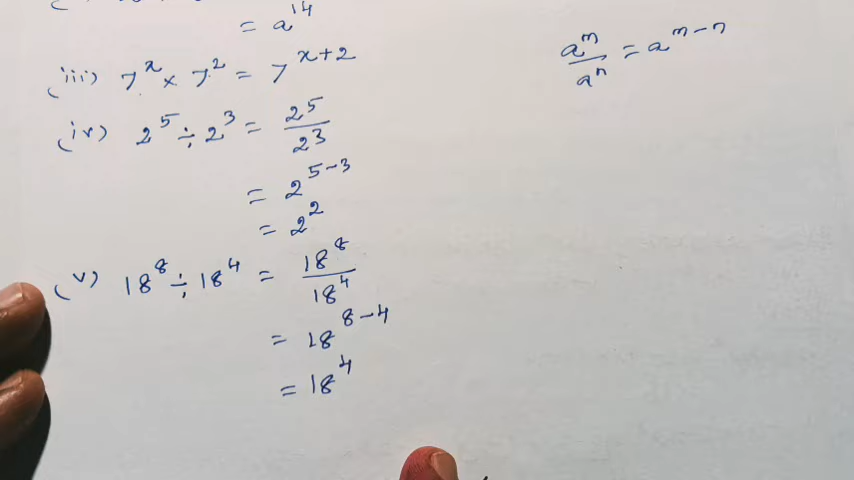 = a^14
(iii) 7^x × 7^2 = 7^(x+2)
a^m/a^n = a^(m-n)
(iv) 2^5 ÷ 2^3 = 2^5/2^3
= 2^(5-3)
= 2^2
(v) 18^8 ÷ 18^4 = 18^8/18^4
= 18^(8-4)
= 18^4